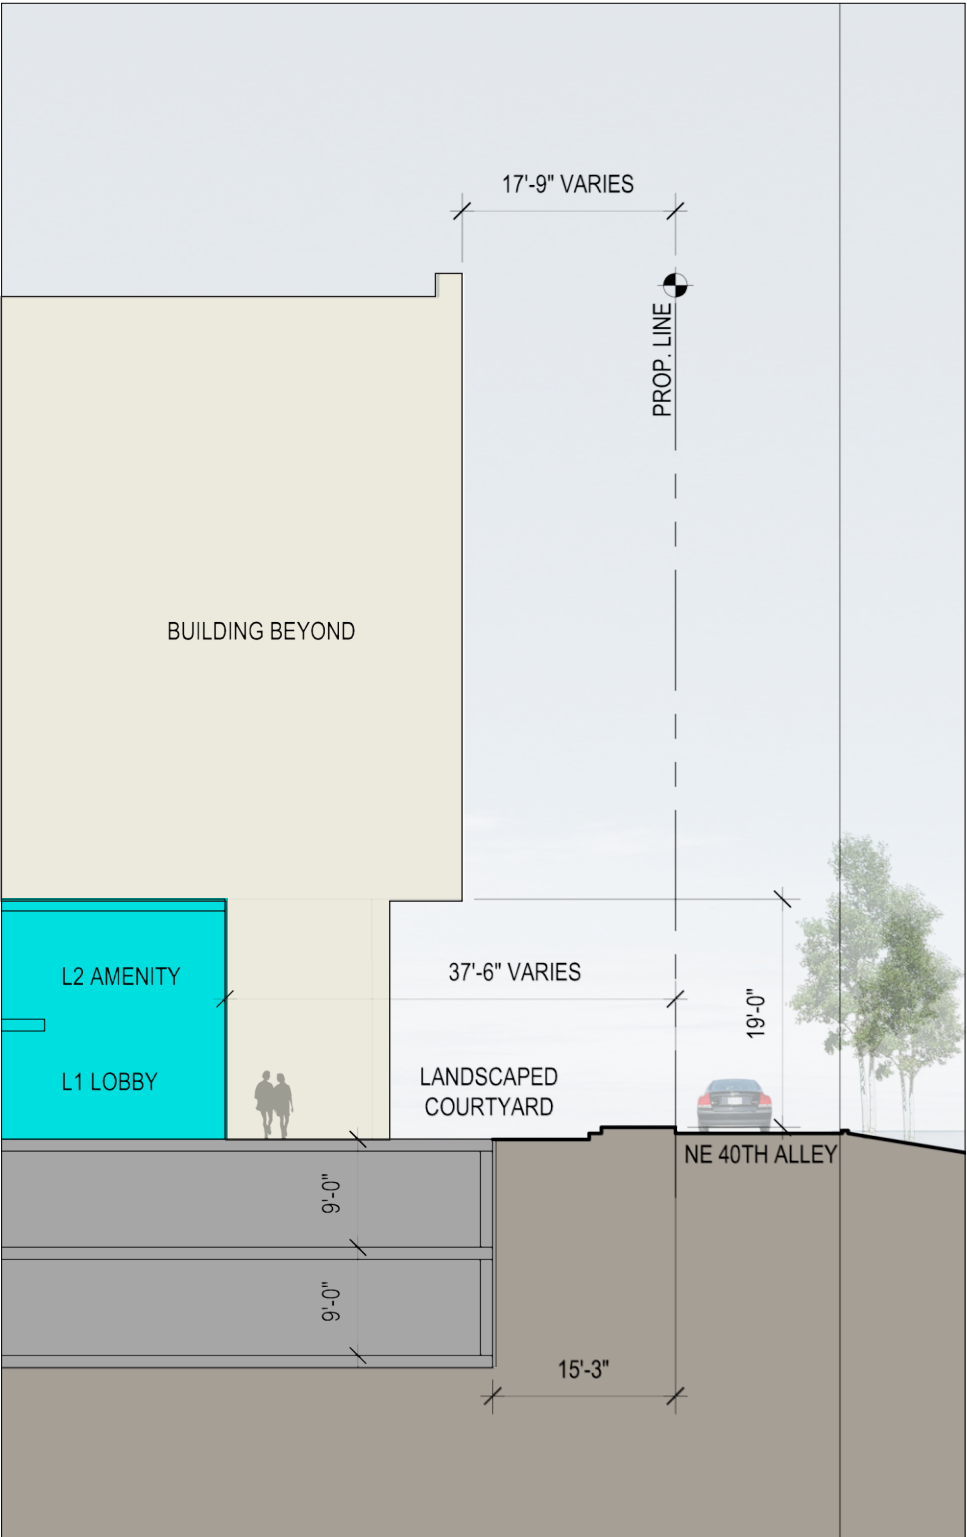 17'-9" VARIES
PROP. LINE
BUILDING BEYOND
L2 AMENITY
37'-6" VARIES
19'-0"
L1 LOBBY
LANDSCAPED
COURTYARD
NE 40TH ALLEY
9'-0"
9'-0"
15'-3"